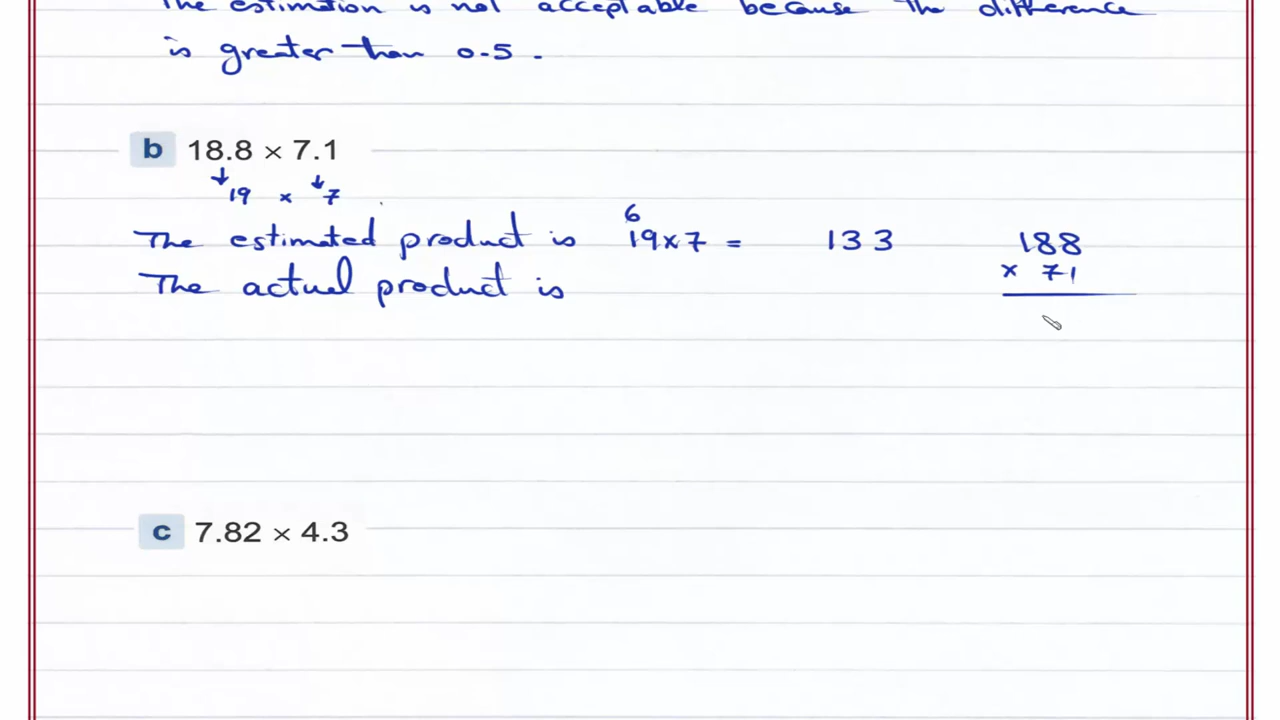 The estimation is not acceptable because the difference
is greater than 0.5.
b 18.8 × 7.1
↓19 × ↓7
6
The estimated product is 19×7 = 133 188
The actual product is × 71
c 7.82 × 4.3